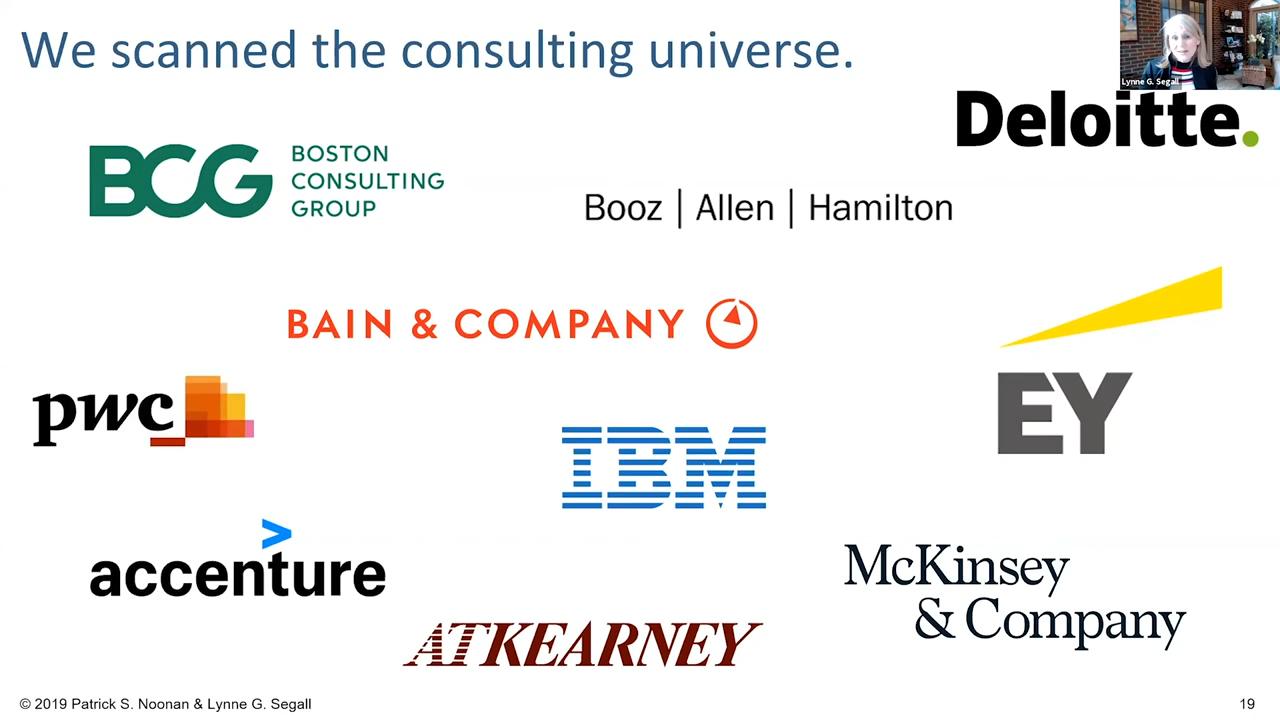 We scanned the consulting universe.
Lynne G. Segall
Deloitte.
BCG
BOSTON
CONSULTING
GROUP
Booz | Allen | Hamilton
BAIN & COMPANY
EY
pwc
IBM
accenture
McKinsey
& Company
ATKEARNEY
© 2019 Patrick S. Noonan & Lynne G. Segall
19